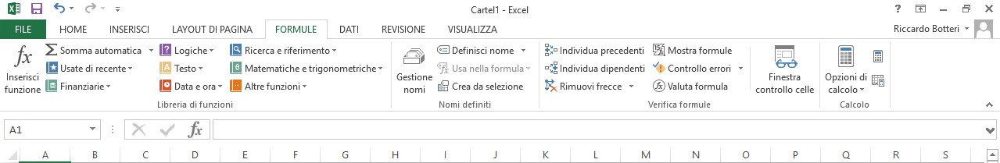 Cartel1 - Excel
FILE HOME INSERISCI LAYOUT DI PAGINA FORMULE DATI REVISIONE VISUALIZZA Riccardo Botteri
fx Inserisci funzione
Somma automatica
Usate di recente
Finanziarie
Logiche
Testo
Data e ora
Ricerca e riferimento
Matematiche e trigonometriche
Altre funzioni
Libreria di funzioni
Gestione nomi
Definisci nome
Usa nella formula
Crea da selezione
Nomi definiti
Individua precedenti
Individua dipendenti
Rimuovi frecce
Mostra formule
Controllo errori
Valuta formula
Finestra controllo celle
Verifica formule
Opzioni di calcolo
Calcolo
A1 fx
A B C D E F G H I J K L M N O P Q R S